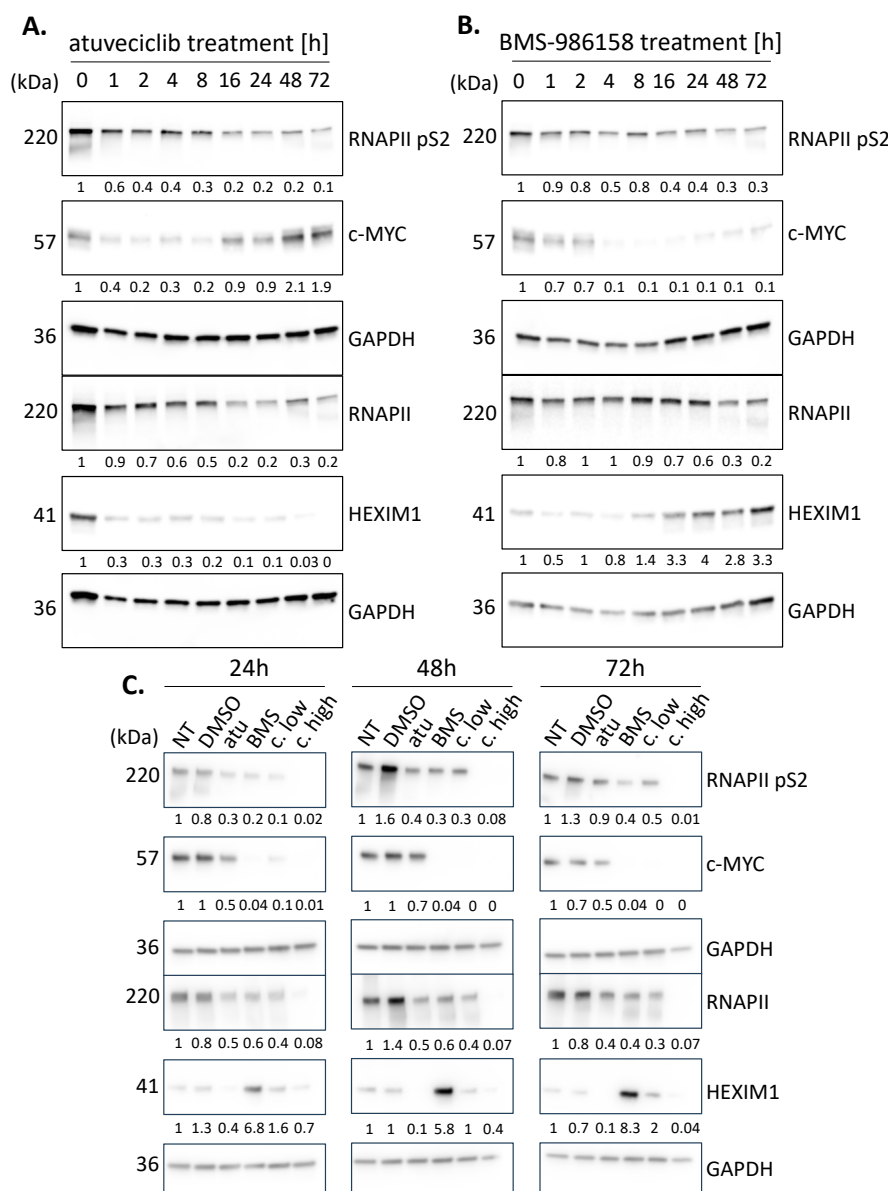 A.
atuveciclib treatment [h]
(kDa) 0 1 2 4 8 16 24 48 72
220 RNAPII pS2
1 0.6 0.4 0.4 0.3 0.2 0.2 0.2 0.1
57 c-MYC
1 0.4 0.2 0.3 0.2 0.9 0.9 2.1 1.9
36 GAPDH
220 RNAPII
1 0.9 0.7 0.6 0.5 0.2 0.2 0.3 0.2
41 HEXIM1
1 0.3 0.3 0.3 0.2 0.1 0.1 0.03 0
36 GAPDH
B.
BMS-986158 treatment [h]
(kDa) 0 1 2 4 8 16 24 48 72
220 RNAPII pS2
1 0.9 0.8 0.5 0.8 0.4 0.4 0.3 0.3
57 c-MYC
1 0.7 0.7 0.1 0.1 0.1 0.1 0.1 0.1
36 GAPDH
220 RNAPII
1 0.8 1 1 0.9 0.7 0.6 0.3 0.2
41 HEXIM1
1 0.5 1 0.8 1.4 3.3 4 2.8 3.3
36 GAPDH
C.
24h 48h 72h
(kDa) NT DMSO atu BMS c. low c. high NT DMSO atu BMS c. low c. high NT DMSO atu BMS c. low c. high
220 RNAPII pS2
1 0.8 0.3 0.2 0.1 0.02 1 1.6 0.4 0.3 0.3 0.08 1 1.3 0.9 0.4 0.5 0.01
57 c-MYC
1 1 0.5 0.04 0.1 0.01 1 1 0.7 0.04 0 0 1 0.7 0.5 0.04 0 0
36 GAPDH
220 RNAPII
1 0.8 0.5 0.6 0.4 0.08 1 1.4 0.5 0.6 0.4 0.07 1 0.8 0.4 0.4 0.3 0.07
41 HEXIM1
1 1.3 0.4 6.8 1.6 0.7 1 1 0.1 5.8 1 0.4 1 0.7 0.1 8.3 2 0.04
36 GAPDH